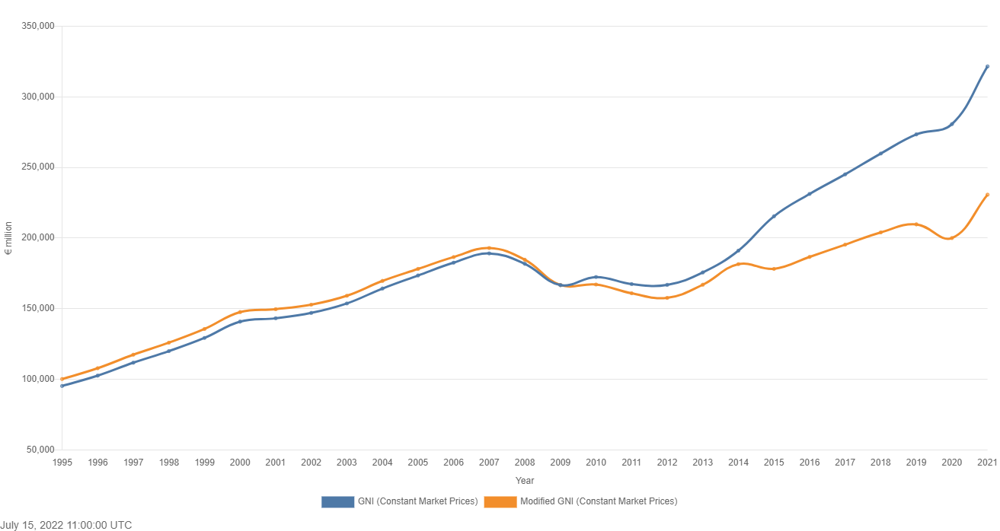 350,000
300,000
250,000
200,000
150,000
100,000
50,000
€ million
1995 1996 1997 1998 1999 2000 2001 2002 2003 2004 2005 2006 2007 2008 2009 2010 2011 2012 2013 2014 2015 2016 2017 2018 2019 2020 2021
Year
GNI (Constant Market Prices) Modified GNI (Constant Market Prices)
July 15, 2022 11:00:00 UTC